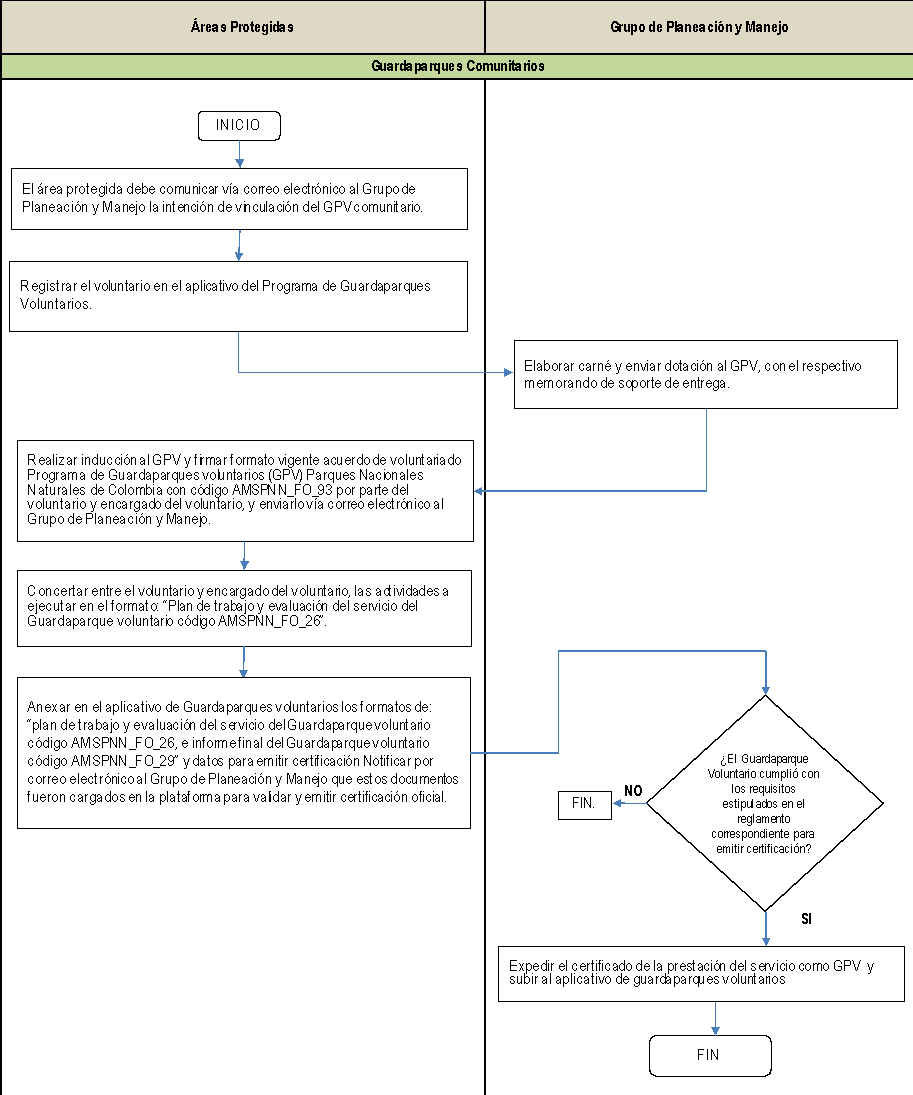 Áreas Protegidas
Grupo de Planeación y Manejo
Guardaparques Comunitarios
INICIO
El área protegida debe comunicar vía correo electrónico al Grupo de
Planeación y Manejo la intención de vinculación del GPV comunitario.
Registrar el voluntario en el aplicativo del Programa de Guardaparques
Voluntarios.
Elaborar carné y enviar dotación al GPV, con el respectivo
memorando de soporte de entrega.
Realizar inducción al GPV y firmar formato vigente acuerdo de voluntariado
Programa de Guardaparques voluntarios (GPV) Parques Nacionales
Naturales de Colombia con código AMSPNN_FO_93 por parte del
voluntario y encargado del voluntario, y enviarlo vía correo electrónico al
Grupo de Planeación y Manejo.
Concertar entre el voluntario y encargado del voluntario, las actividades a
ejecutar en el formato: “Plan de trabajo y evaluación del servicio del
Guardaparque voluntario código AMSPNN_FO_26”.
Anexar en el aplicativo de Guardaparques voluntarios los formatos de:
“plan de trabajo y evaluación del servicio del Guardaparque voluntario
código AMSPNN_FO_26, e informe final del Guardaparque voluntario
código AMSPNN_FO_29” y datos para emitir certificación Notificar por
correo electrónico al Grupo de Planeación y Manejo que estos documentos
fueron cargados en la plataforma para validar y emitir certificación oficial.
¿El Guardaparque
Voluntario cumplió con
los requisitos
estipulados en el
reglamento
correspondiente para
emitir certificación?
NO
FIN.
SI
Expedir el certificado de la prestación del servicio como GPV y
subir al aplicativo de guardaparques voluntarios
FIN